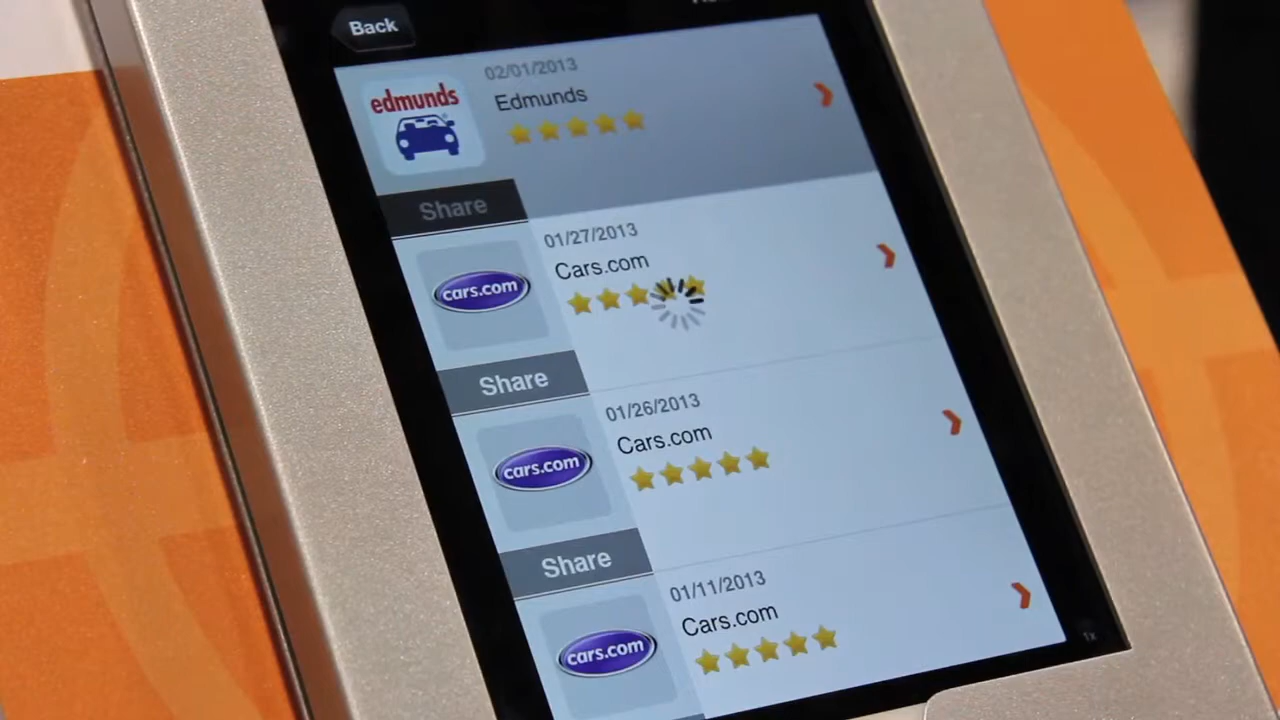 Back
02/01/2013
edmunds
Edmunds
Share
01/27/2013
Cars.com
cars.com
Share
01/26/2013
Cars.com
cars.com
Share
01/11/2013
Cars.com
cars.com
1x